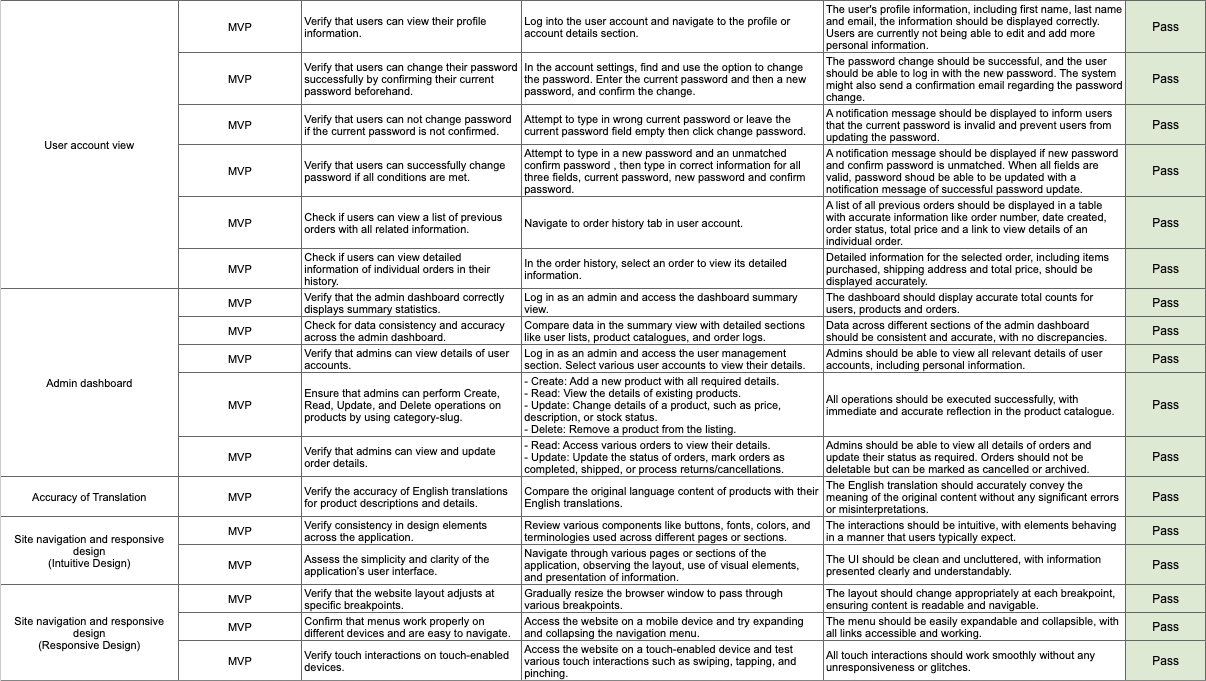 User account view
MVP
Verify that users can view their profile
information.
Log into the user account and navigate to the profile or
account details section.
The user's profile information, including first name, last name
and email, the information should be displayed correctly.
Users are currently not being able to edit and add more
personal information.
Pass
MVP
Verify that users can change their password
successfully by confirming their current
password beforehand.
In the account settings, find and use the option to change
the password. Enter the current password and then a new
password, and confirm the change.
The password change should be successful, and the user
should be able to log in with the new password. The system
might also send a confirmation email regarding the password
change.
Pass
MVP
Verify that users can not change password
if the current password is not confirmed.
Attempt to type in wrong current password or leave the
current password field empty then click change password.
A notification message should be displayed to inform users
that the current password is invalid and prevent users from
updating the password.
Pass
MVP
Verify that users can successfully change
password if all conditions are met.
Attempt to type in a new password and an unmatched
confirm password , then type in correct information for all
three fields, current password, new password and confirm
password.
A notification message should be displayed if new password
and confirm password is unmatched. When all fields are
valid, password shoud be able to be updated with a
notification message of successful password update.
Pass
MVP
Check if users can view a list of previous
orders with all related information.
Navigate to order history tab in user account.
A list of all previous orders should be displayed in a table
with accurate information like order number, date created,
order status, total price and a link to view details of an
individual order.
Pass
MVP
Check if users can view detailed
information of individual orders in their
history.
In the order history, select an order to view its detailed
information.
Detailed information for the selected order, including items
purchased, shipping address and total price, should be
displayed accurately.
Pass
Admin dashboard
MVP
Verify that the admin dashboard correctly
displays summary statistics.
Log in as an admin and access the dashboard summary
view.
The dashboard should display accurate total counts for
users, products and orders.
Pass
MVP
Check for data consistency and accuracy
across the admin dashboard.
Compare data in the summary view with detailed sections
like user lists, product catalogues, and order logs.
Data across different sections of the admin dashboard
should be consistent and accurate, with no discrepancies.
Pass
MVP
Verify that admins can view details of user
accounts.
Log in as an admin and access the user management
section. Select various user accounts to view their details.
Admins should be able to view all relevant details of user
accounts, including personal information.
Pass
MVP
Ensure that admins can perform Create,
Read, Update, and Delete operations on
products by using category-slug.
- Create: Add a new product with all required details.
- Read: View the details of existing products.
- Update: Change details of a product, such as price,
description, or stock status.
- Delete: Remove a product from the listing.
All operations should be executed successfully, with
immediate and accurate reflection in the product catalogue.
Pass
MVP
Verify that admins can view and update
order details.
- Read: Access various orders to view their details.
- Update: Update the status of orders, mark orders as
completed, shipped, or process returns/cancellations.
Admins should be able to view all details of orders and
update their status as required. Orders should not be
deletable but can be marked as cancelled or archived.
Pass
Accuracy of Translation
MVP
Verify the accuracy of English translations
for product descriptions and details.
Compare the original language content of products with their
English translations.
The English translation should accurately convey the
meaning of the original content without any significant errors
or misinterpretations.
Pass
Site navigation and responsive
design
(Intuitive Design)
MVP
Verify consistency in design elements
across the application.
Review various components like buttons, fonts, colors, and
terminologies used across different pages or sections.
The interactions should be intuitive, with elements behaving
in a manner that users typically expect.
Pass
MVP
Assess the simplicity and clarity of the
application's user interface.
Navigate through various pages or sections of the
application, observing the layout, use of visual elements,
and presentation of information.
The UI should be clean and uncluttered, with information
presented clearly and understandably.
Pass
Site navigation and responsive
design
(Responsive Design)
MVP
Verify that the website layout adjusts at
specific breakpoints.
Gradually resize the browser window to pass through
various breakpoints.
The layout should change appropriately at each breakpoint,
ensuring content is readable and navigable.
Pass
MVP
Confirm that menus work properly on
different devices and are easy to navigate.
Access the website on a mobile device and try expanding
and collapsing the navigation menu.
The menu should be easily expandable and collapsible, with
all links accessible and working.
Pass
MVP
Verify touch interactions on touch-enabled
devices.
Access the website on a touch-enabled device and test
various touch interactions such as swiping, tapping, and
pinching.
All touch interactions should work smoothly without any
unresponsiveness or glitches.
Pass